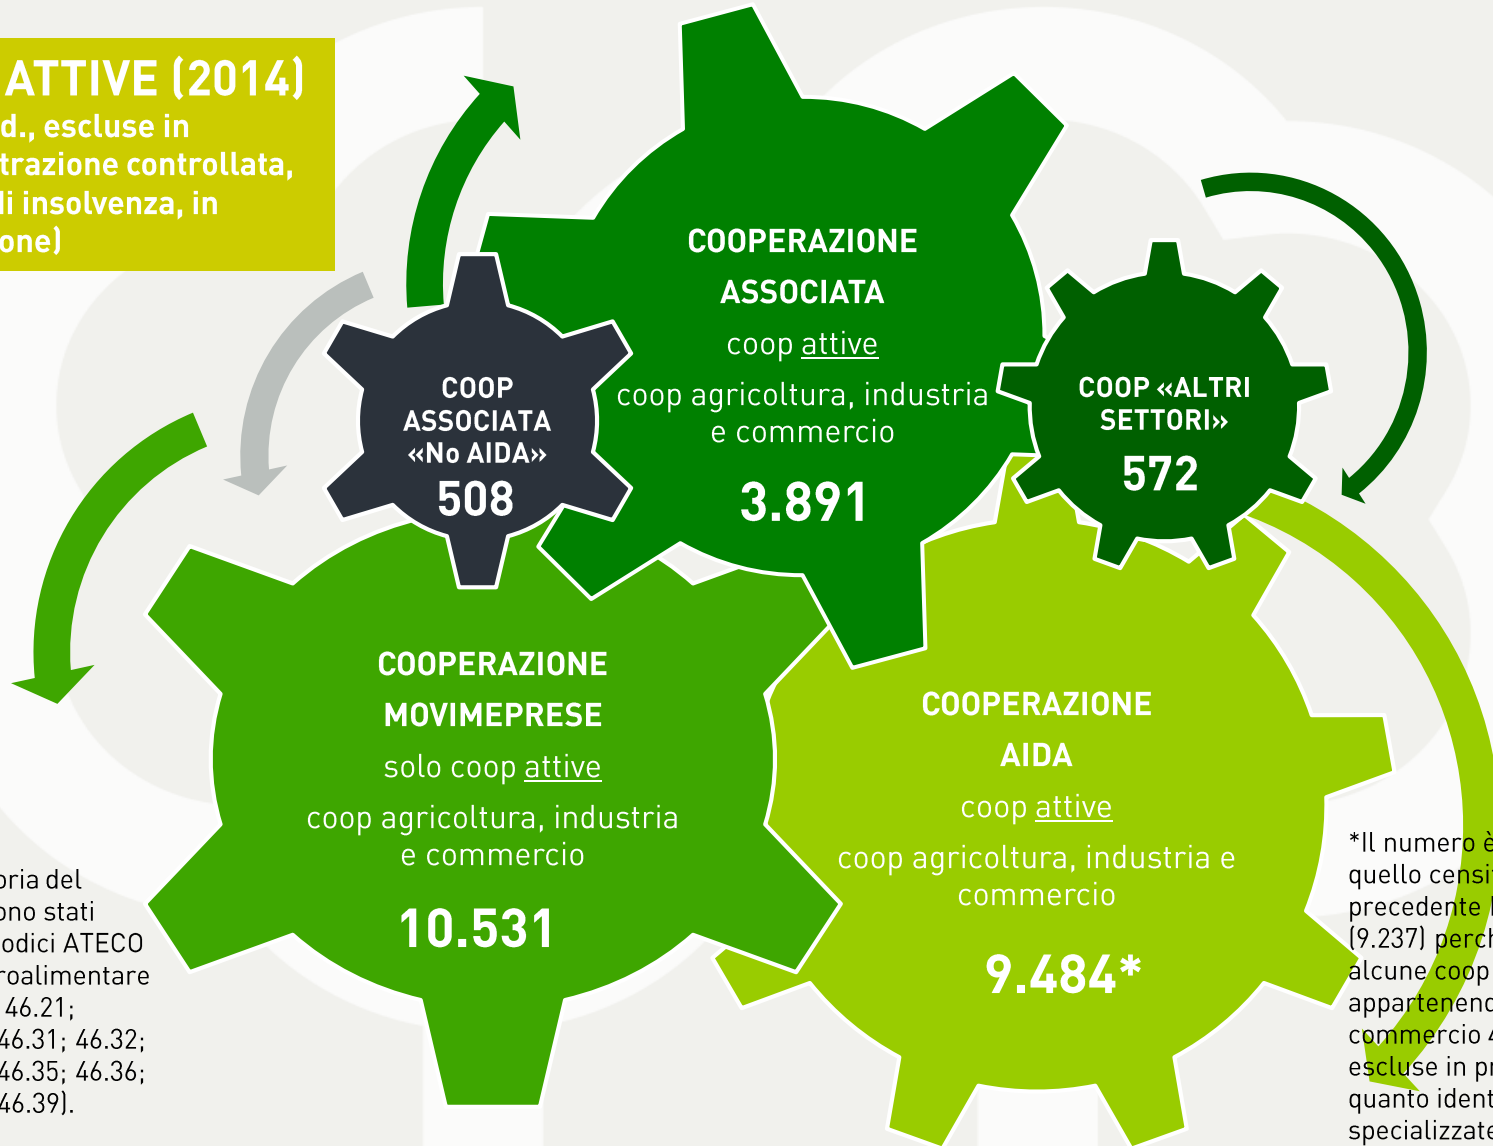 ATTIVE (2014)
d., escluse in
trazione controllata,
di insolvenza, in
one)
COOPERAZIONE
ASSOCIATA
coop attive
coop agricoltura, industria
e commercio
3.891
COOP
ASSOCIATA
«No AIDA»
508
COOP «ALTRI
SETTORI»
572
COOPERAZIONE
MOVIMEPRESE
solo coop attive
coop agricoltura, industria
e commercio
10.531
COOPERAZIONE
AIDA
coop attive
coop agricoltura, industria e
commercio
9.484*
oria del
ono stati
odici ATECO
roalimentare
46.21;
46.31; 46.32;
46.35; 46.36;
46.39).
*Il numero è
quello censi
precedente
(9.237) perch
alcune coop
appartenend
commercio 4
escluse in pr
quanto ident
specializzate